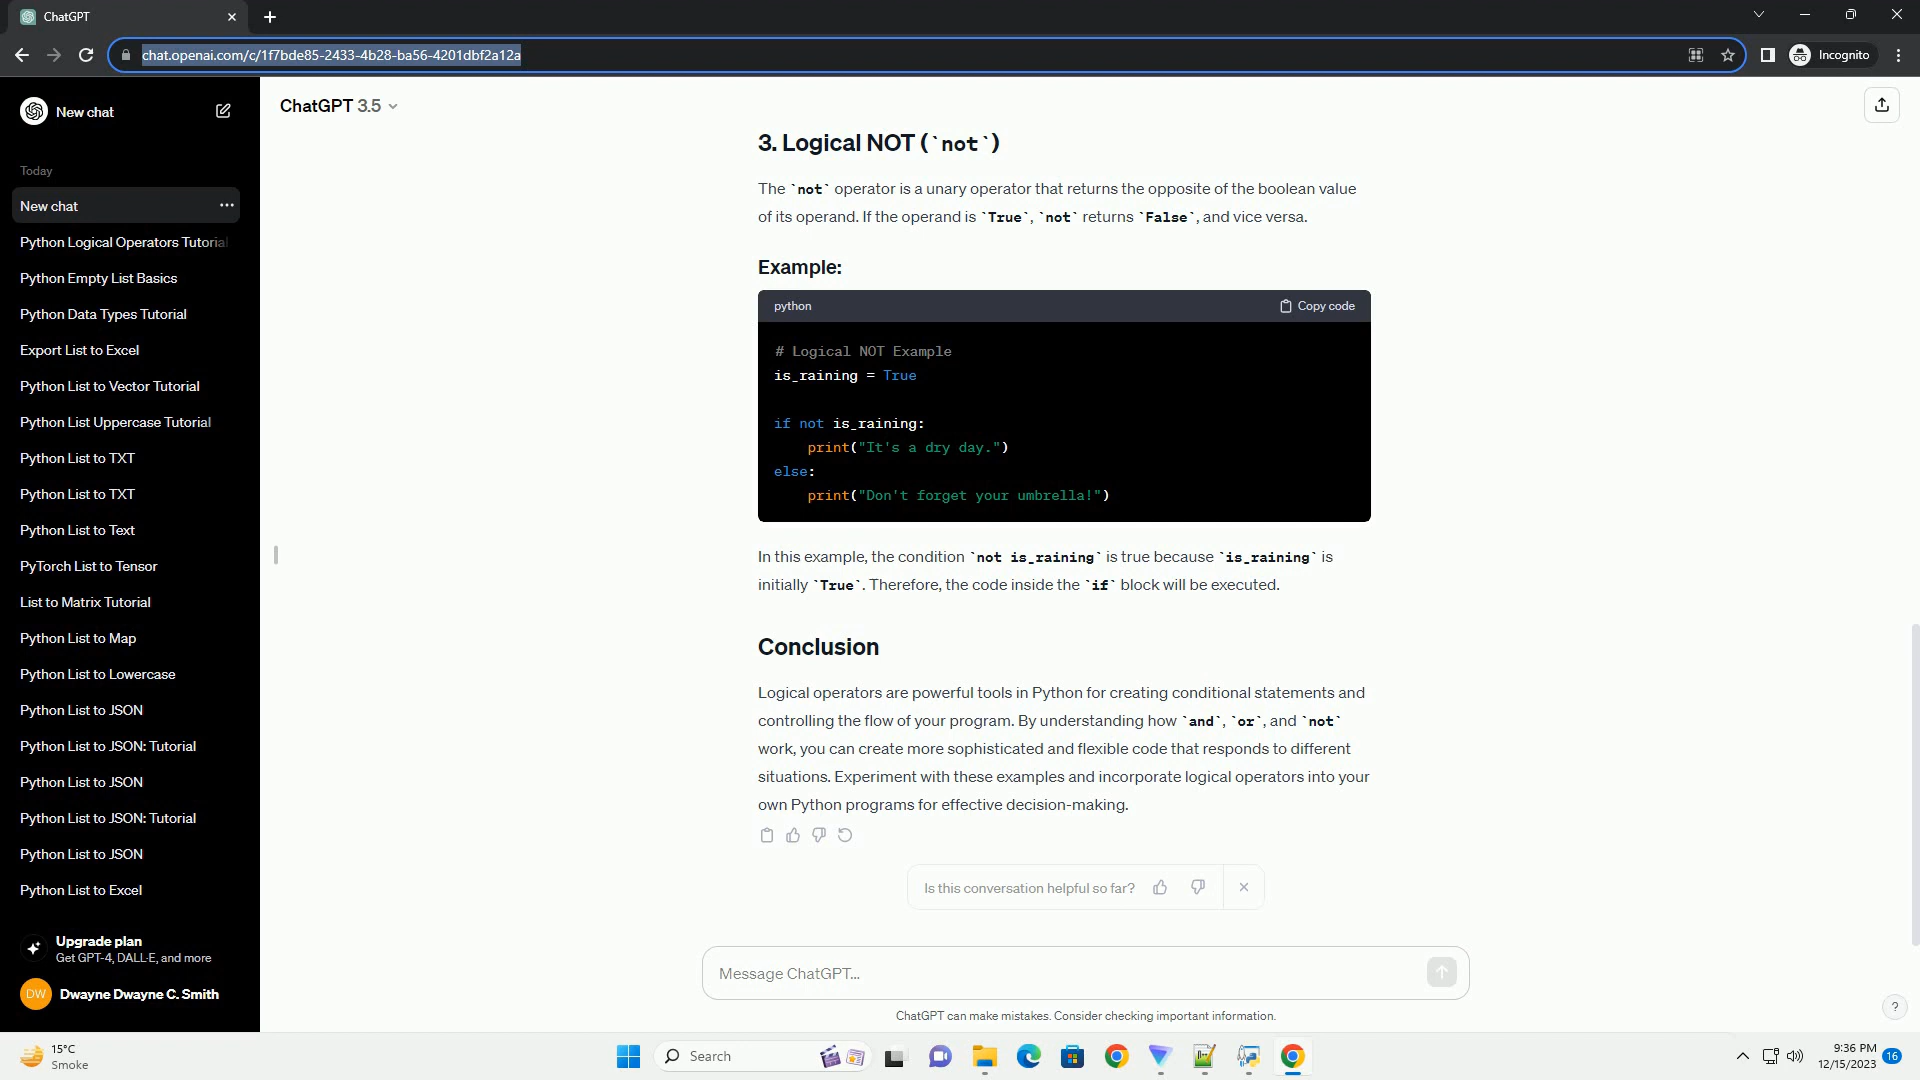 ChatGPT
chat.openai.com/c/1f7bde85-2433-4b28-ba56-4201dbf2a12a
Incognito
New chat
Today
New chat
Python Logical Operators Tutorial
Python Empty List Basics
Python Data Types Tutorial
Export List to Excel
Python List to Vector Tutorial
Python List Uppercase Tutorial
Python List to TXT
Python List to TXT
Python List to Text
PyTorch List to Tensor
List to Matrix Tutorial
Python List to Map
Python List to Lowercase
Python List to JSON
Python List to JSON: Tutorial
Python List to JSON
Python List to JSON: Tutorial
Python List to JSON
Python List to Excel
Upgrade plan
Get GPT-4, DALL·E, and more
DW
Dwayne Dwayne C. Smith
ChatGPT 3.5
3. Logical NOT (`not`)
The `not` operator is a unary operator that returns the opposite of the boolean value
of its operand. If the operand is `True`, `not` returns `False`, and vice versa.
Example:
python
Copy code
# Logical NOT Example
is_raining = True
if not is_raining:
    print("It's a dry day.")
else:
    print("Don't forget your umbrella!")
In this example, the condition `not is_raining` is true because `is_raining` is
initially `True`. Therefore, the code inside the `if` block will be executed.
Conclusion
Logical operators are powerful tools in Python for creating conditional statements and
controlling the flow of your program. By understanding how `and`, `or`, and `not`
work, you can create more sophisticated and flexible code that responds to different
situations. Experiment with these examples and incorporate logical operators into your
own Python programs for effective decision-making.
Is this conversation helpful so far?
Message ChatGPT...
ChatGPT can make mistakes. Consider checking important information.
?
15°C
Smoke
Search
9:36 PM
12/15/2023
16